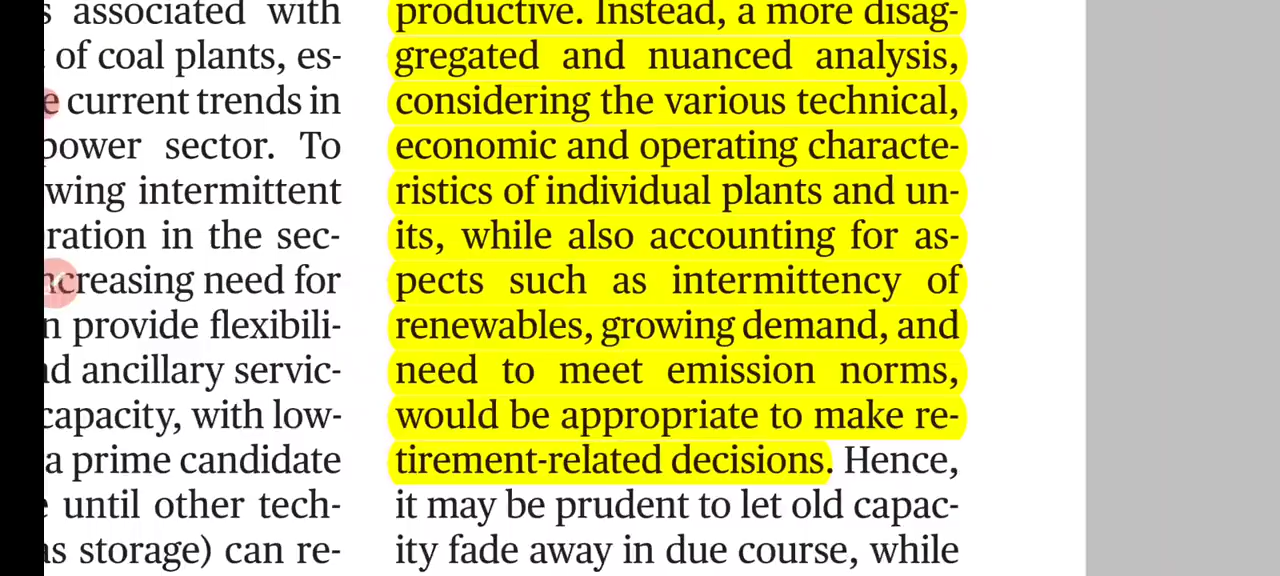 associated with
of coal plants, es-
current trends in
power sector. To
intermittent
in the sec-
need for
provide flexibili-
ancillary servic-
capacity, with low-
a prime candidate
until other tech-
storage) can re-
productive. Instead, a more disag-
gregated and nuanced analysis,
considering the various technical,
economic and operating characte-
ristics of individual plants and un-
its, while also accounting for as-
pects such as intermittency of
renewables, growing demand, and
need to meet emission norms,
would be appropriate to make re-
tirement-related decisions. Hence,
it may be prudent to let old capac-
ity fade away in due course, while